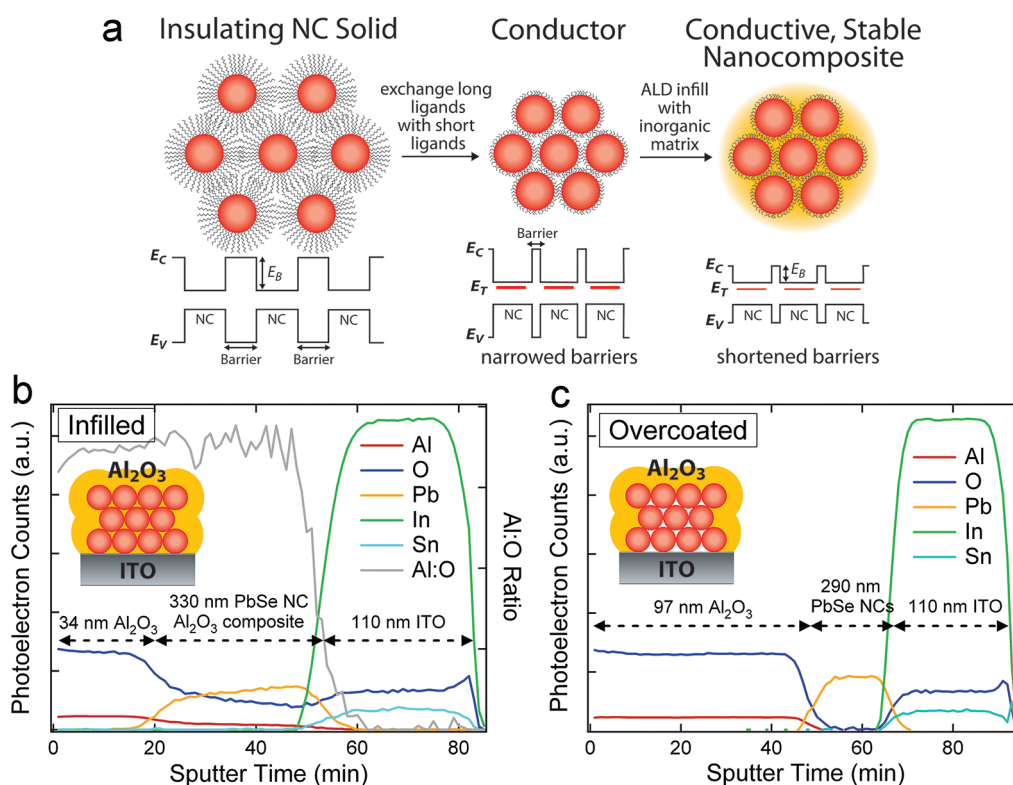 a
Insulating NC Solid
Conductor
Conductive, Stable
Nanocomposite
exchange long
ligands
with short
ligands
ALD infill
with
inorganic
matrix
Barrier
E_C
E_B
E_V
NC
NC
NC
Barrier
Barrier
E_C
E_T
E_V
NC
NC
NC
narrowed barriers
E_C
E_B
E_T
E_V
NC
NC
NC
shortened barriers
b
Infilled
Al
O
Pb
In
Sn
Al:O
Al₂O₃
ITO
34 nm Al₂O₃
330 nm PbSe NC
Al₂O₃ composite
110 nm ITO
Photoelectron Counts (a.u.)
Al:O Ratio
0
20
40
60
80
Sputter Time (min)
c
Overcoated
Al
O
Pb
In
Sn
Al₂O₃
ITO
97 nm Al₂O₃
290 nm
PbSe NCs
110 nm ITO
Photoelectron Counts (a.u.)
0
20
40
60
80
Sputter Time (min)